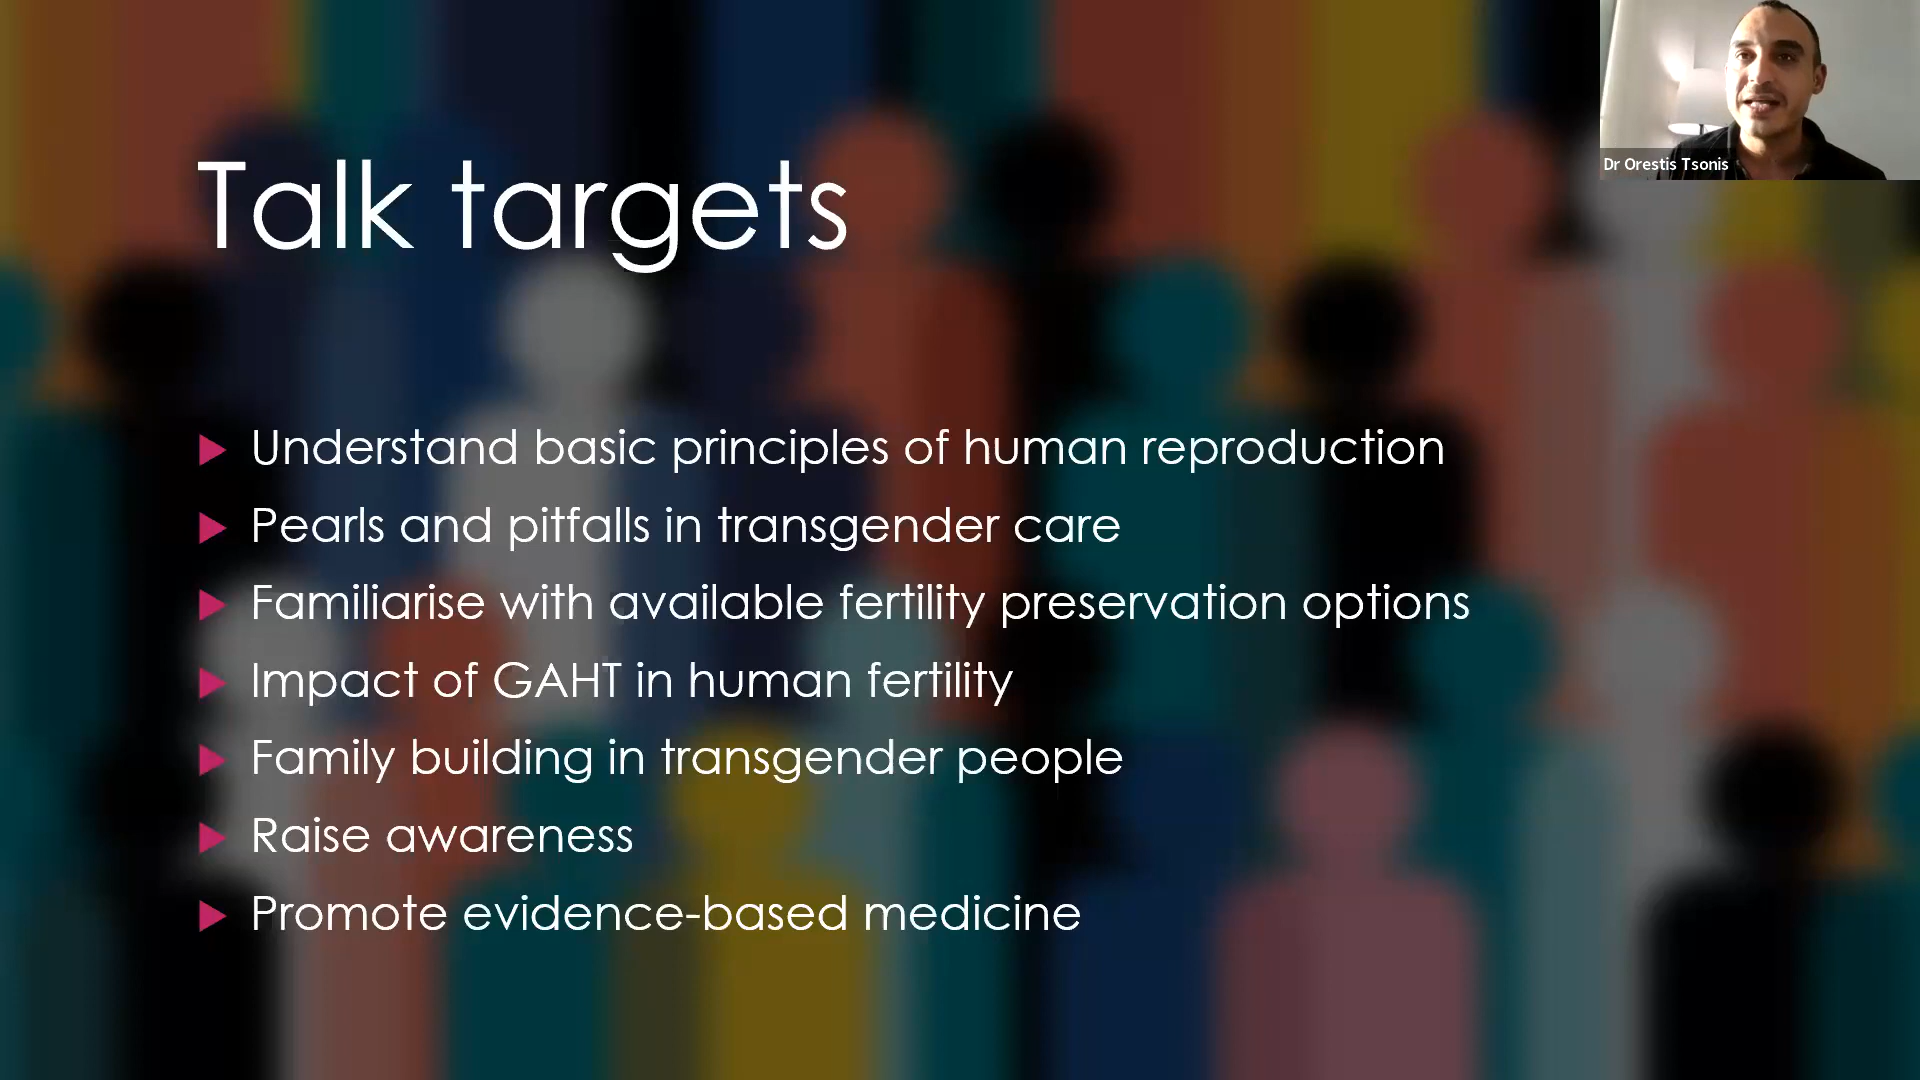 Dr Orestis Tsonis
Talk targets
Understand basic principles of human reproduction
Pearls and pitfalls in transgender care
Familiarise with available fertility preservation options
Impact of GAHT in human fertility
Family building in transgender people
Raise awareness
Promote evidence-based medicine